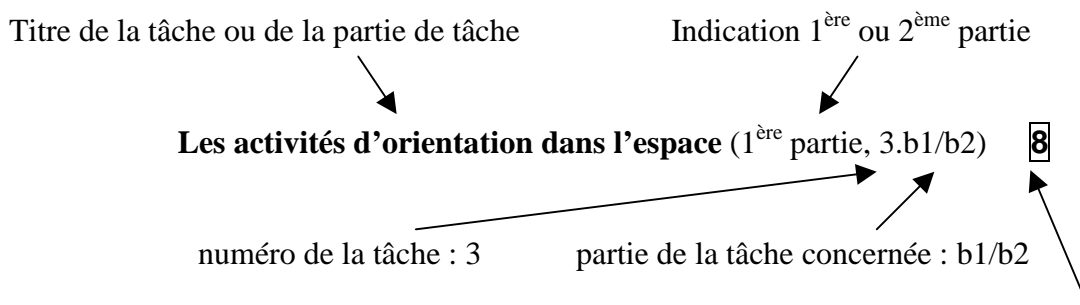 Titre de la tâche ou de la partie de tâche Indication 1ère ou 2ème partie
Les activités d'orientation dans l'espace (1ère partie, 3.b1/b2) 8
numéro de la tâche : 3 partie de la tâche concernée : b1/b2